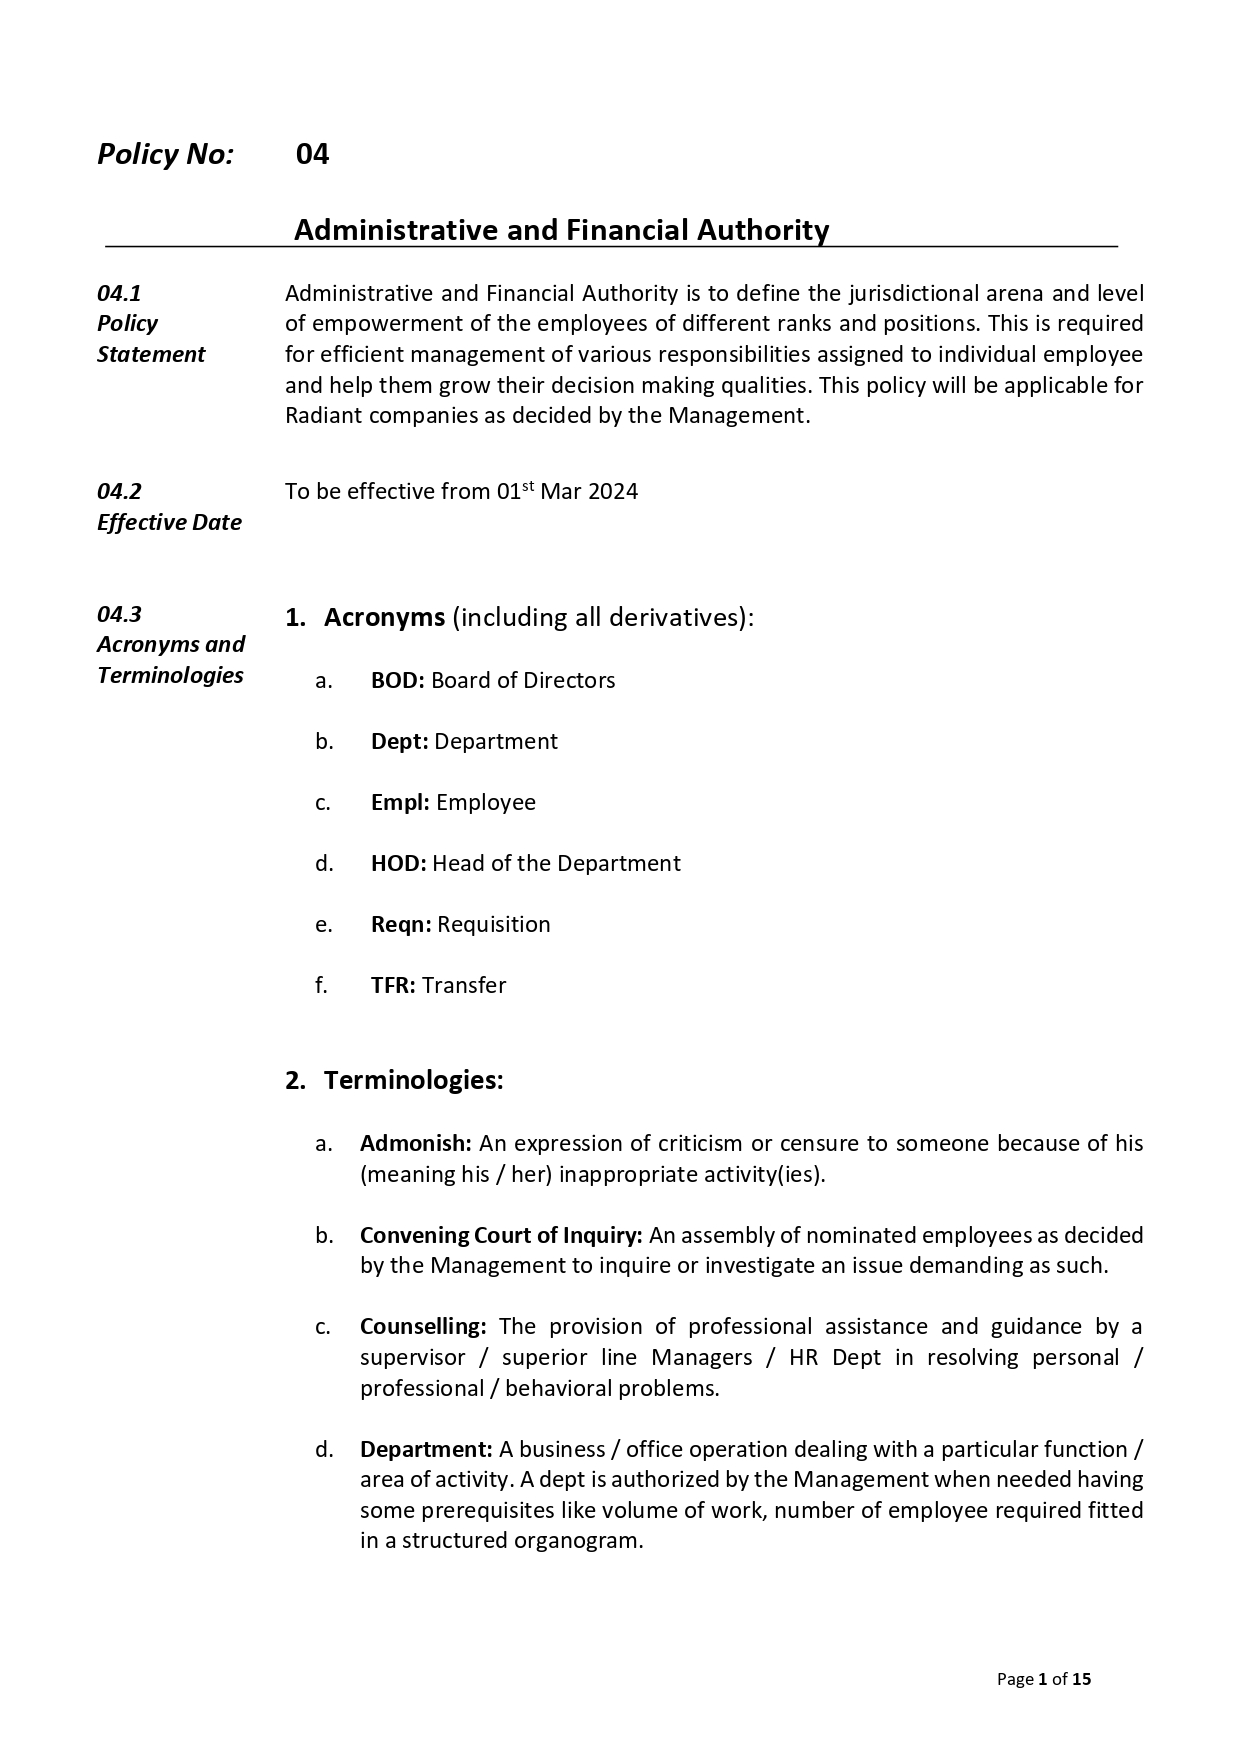 Policy No: 04
Administrative and Financial Authority
04.1
Policy
Statement
Administrative and Financial Authority is to define the jurisdictional arena and level
of empowerment of the employees of different ranks and positions. This is required
for efficient management of various responsibilities assigned to individual employee
and help them grow their decision making qualities. This policy will be applicable for
Radiant companies as decided by the Management.
04.2
Effective Date
To be effective from 01st Mar 2024
04.3
Acronyms and
Terminologies
1. Acronyms (including all derivatives):
a. BOD: Board of Directors
b. Dept: Department
c. Empl: Employee
d. HOD: Head of the Department
e. Reqn: Requisition
f. TFR: Transfer
2. Terminologies:
a. Admonish: An expression of criticism or censure to someone because of his
(meaning his / her) inappropriate activity(ies).
b. Convening Court of Inquiry: An assembly of nominated employees as decided
by the Management to inquire or investigate an issue demanding as such.
c. Counselling: The provision of professional assistance and guidance by a
supervisor / superior line Managers / HR Dept in resolving personal /
professional / behavioral problems.
d. Department: A business / office operation dealing with a particular function /
area of activity. A dept is authorized by the Management when needed having
some prerequisites like volume of work, number of employee required fitted
in a structured organogram.
Page 1 of 15